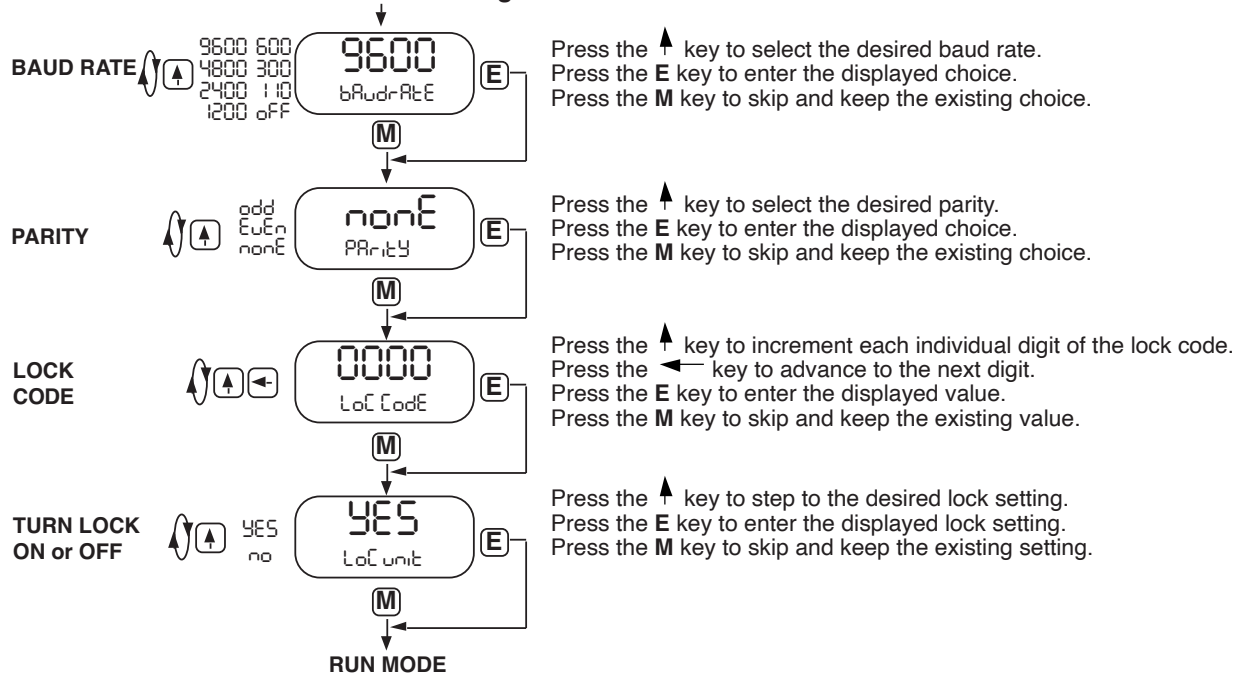 BAUD RATE
9600 600
4800 300
2400 110
1200 oFF
9600
bAudrAtE
E
M
Press the key to select the desired baud rate.
Press the E key to enter the displayed choice.
Press the M key to skip and keep the existing choice.
PARITY
odd
EvEn
nonE
nonE
PAritY
E
M
Press the key to select the desired parity.
Press the E key to enter the displayed choice.
Press the M key to skip and keep the existing choice.
LOCK
CODE
0000
LoC CodE
E
M
Press the key to increment each individual digit of the lock code.
Press the key to advance to the next digit.
Press the E key to enter the displayed value.
Press the M key to skip and keep the existing value.
TURN LOCK
ON or OFF
YES
no
YES
LoC unit
E
M
Press the key to step to the desired lock setting.
Press the E key to enter the displayed lock setting.
Press the M key to skip and keep the existing setting.
RUN MODE